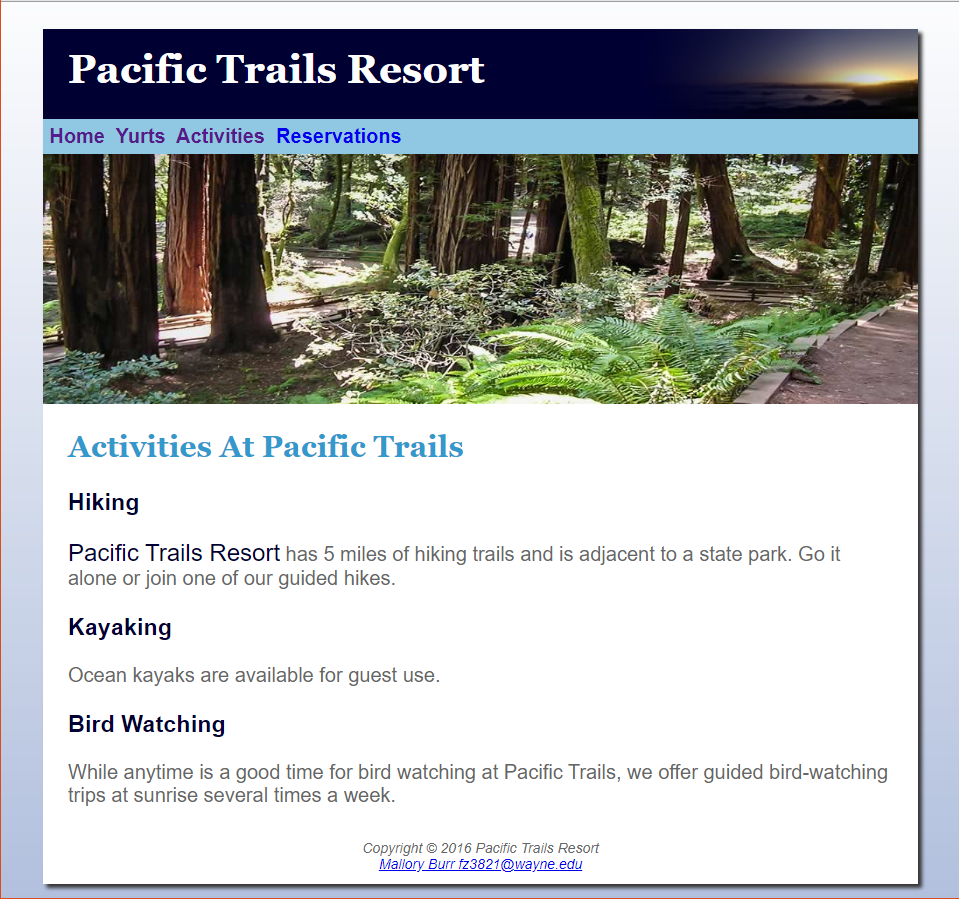 Pacific Trails Resort
Home Yurts Activities Reservations
Activities At Pacific Trails
Hiking
Pacific Trails Resort has 5 miles of hiking trails and is adjacent to a state park. Go it
alone or join one of our guided hikes.
Kayaking
Ocean kayaks are available for guest use.
Bird Watching
While anytime is a good time for bird watching at Pacific Trails, we offer guided bird-watching
trips at sunrise several times a week.
Copyright © 2016 Pacific Trails Resort
Mallory Burr fz3821@wayne.edu